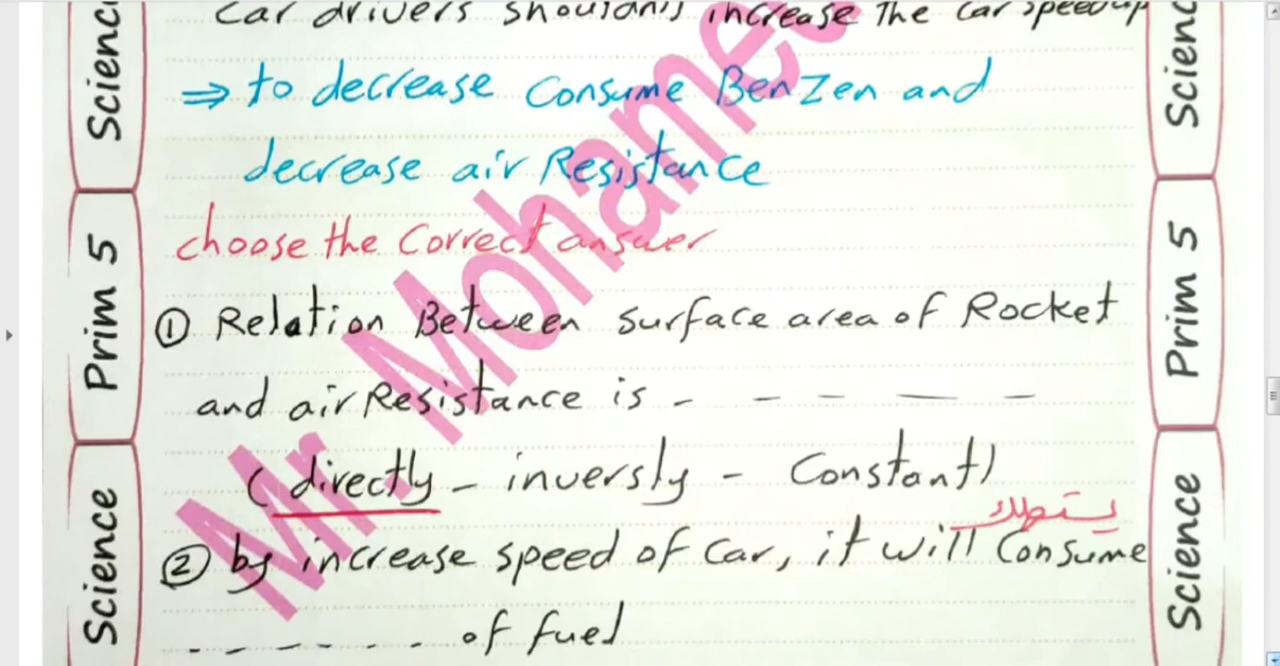 Car drivers shouldn't increase the car speed up
⇒ to decrease Consume Benzen and
decrease air Resistance
choose the Correct answer
① Relation Between surface area of Rocket
and air Resistance is - - - - -
( directly - inversly - Constant)
يستهلك
② by increase speed of Car, it will Consume
- - - - - - of fuel
Mr. Mohamed
Science
Prim 5
Science
Science
Prim 5
Science